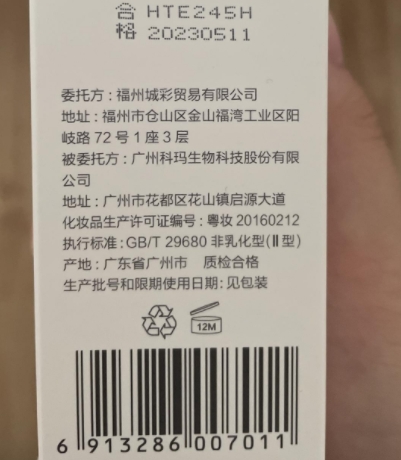 合格 HTE245H
20230511
委托方：福州城彩贸易有限公司
地址：福州市仓山区金山福湾工业区阳
岐路72号1座3层
被委托方：广州科玛生物科技股份有限
公司
地址：广州市花都区花山镇启源大道
化妆品生产许可证编号：粤妆20160212
执行标准：GB/T 29680 非乳化型(Ⅱ型)
产地：广东省广州市 质检合格
生产批号和限期使用日期：见包装
12M
6 913286 007011